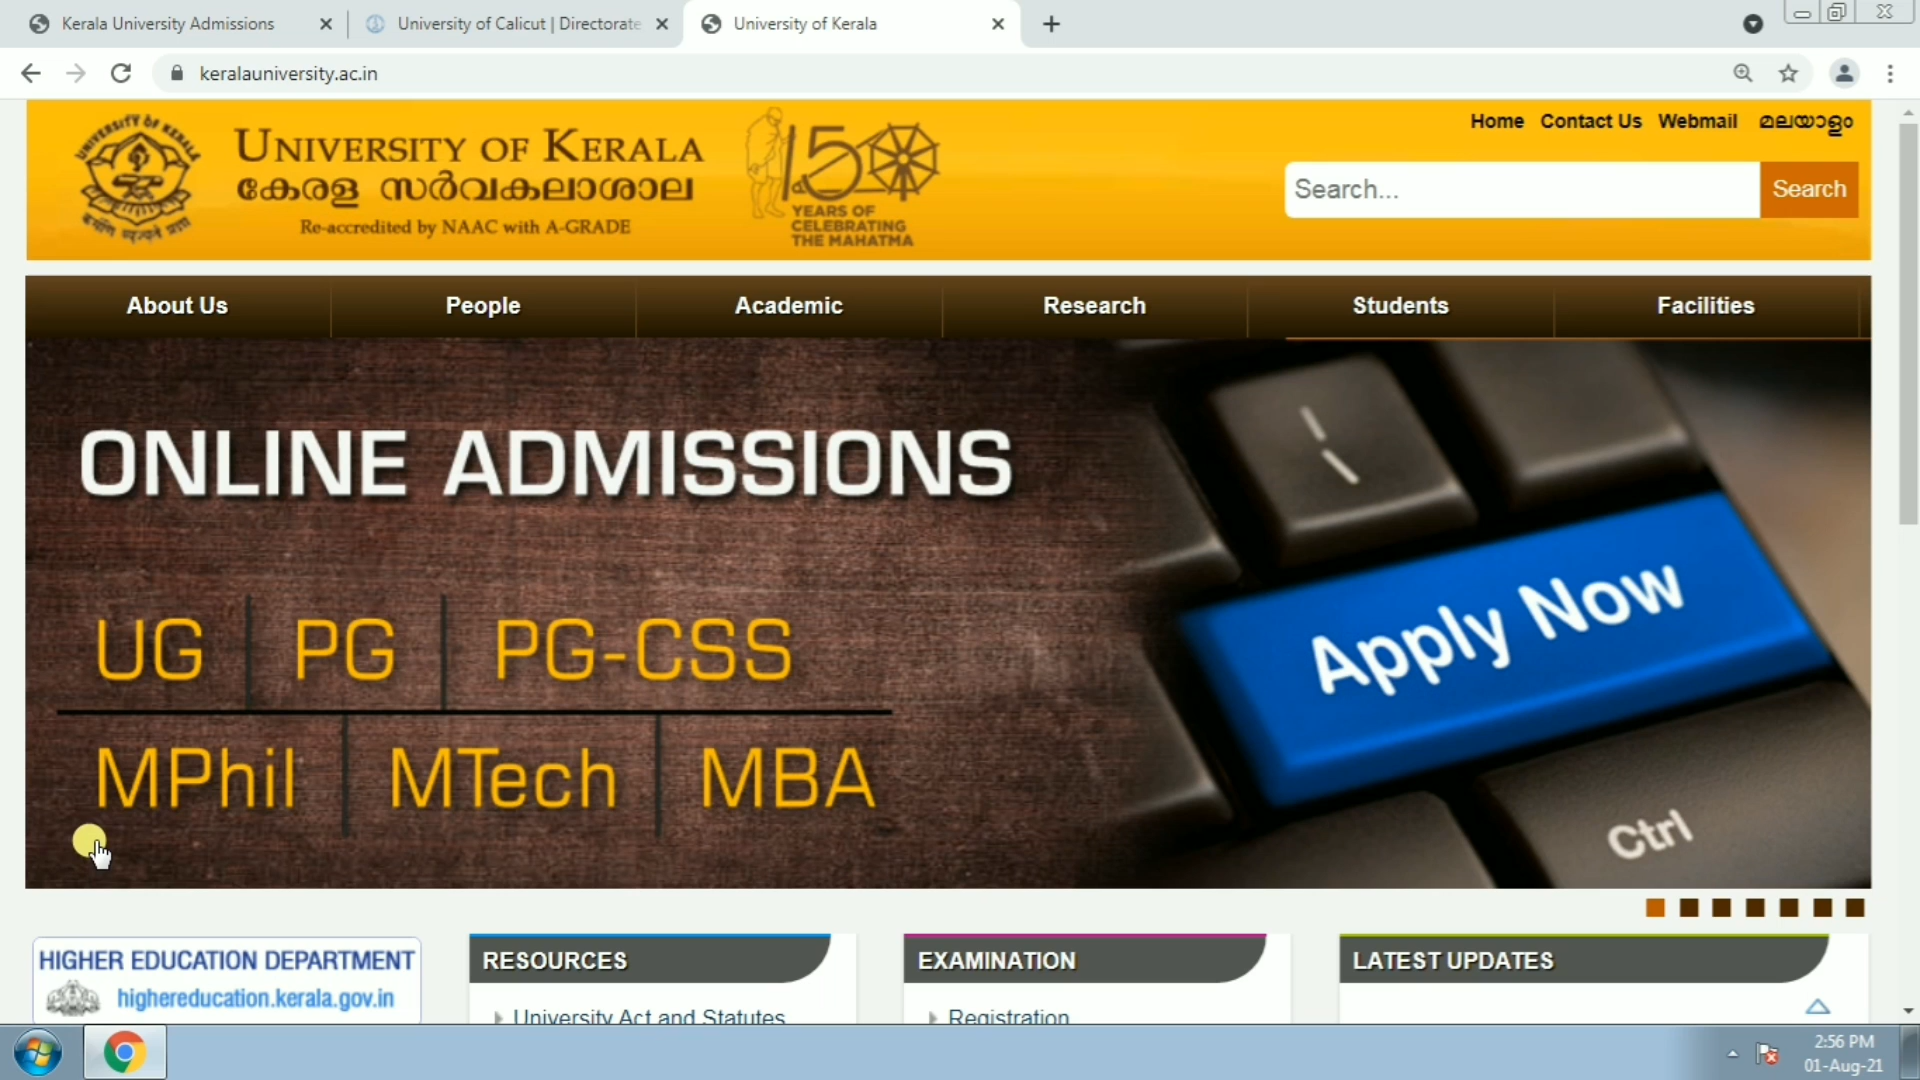 Kerala University Admissions
University of Calicut | Directorate
University of Kerala
keralauniversity.ac.in
Home Contact Us Webmail മലയാളം
UNIVERSITY OF KERALA
കേരള സർവകലാശാല
Re-accredited by NAAC with A-GRADE
150
YEARS OF
CELEBRATING
THE MAHATMA
UNIVERSITY OF KERALA
Search... Search
About Us People Academic Research Students Facilities
ONLINE ADMISSIONS
UG PG PG-CSS
MPhil MTech MBA
\
Apply Now
Ctrl
HIGHER EDUCATION DEPARTMENT
highereducation.kerala.gov.in
RESOURCES
University Act and Statutes
EXAMINATION
Registration
LATEST UPDATES
2:56 PM
01-Aug-21